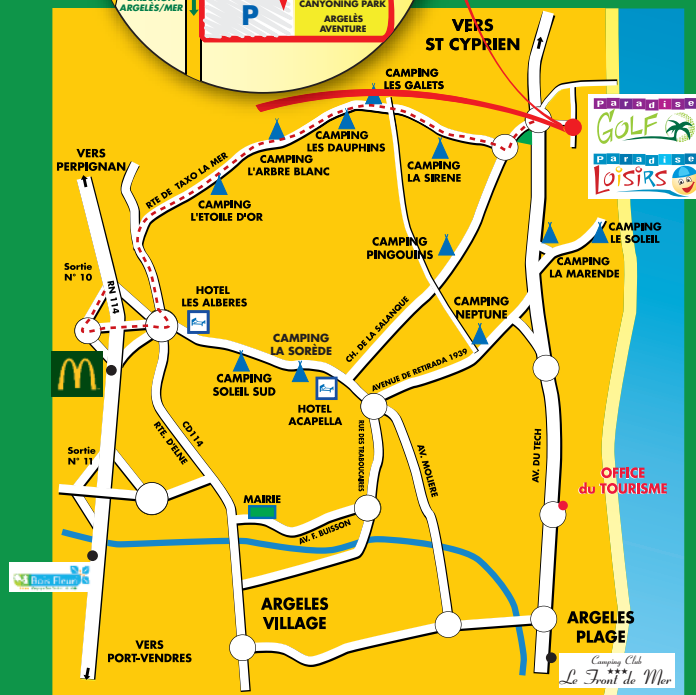 ARGELÈS/MER
P
CANYONING PARK
ARGELÈS
AVENTURE
VERS
ST CYPRIEN
CAMPING
LES GALETS
Paradise
GOLF
Paradise
LOISIRS
CAMPING
LES DAUPHINS
CAMPING
L'ARBRE BLANC
CAMPING
LA SIRENE
VERS
PERPIGNAN
RTE DE TAXO LA MER
CAMPING
L'ETOILE D'OR
CAMPING
PINGOUINS
CAMPING
LE SOLEIL
CAMPING
LA MARENDE
Sortie
N° 10
RN 114
HOTEL
LES ALBERES
CAMPING
NEPTUNE
CH. DE LA SALANQUE
CAMPING
LA SORÈDE
AVENUE DE RETIRADA 1939
CAMPING
SOLEIL SUD
HOTEL
ACAPELLA
RTE. D'ELNE
CD114
RUE DES TRABOUCAIRES
AV. MOLIERE
AV. DU TECH
Sortie
N° 11
OFFICE
du TOURISME
MAIRIE
AV. F. BUISSON
Bois Fleuri
ARGELES
VILLAGE
ARGELES
PLAGE
VERS
PORT-VENDRES
Camping Club
Le Front de Mer